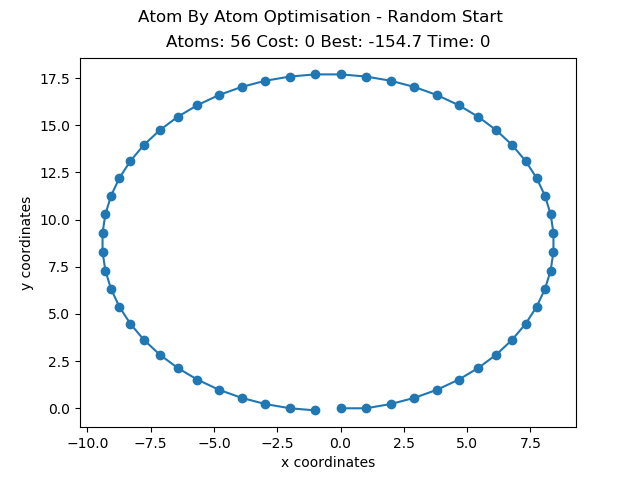 Atom By Atom Optimisation - Random Start
Atoms: 56 Cost: 0 Best: -154.7 Time: 0
17.5
15.0
12.5
10.0
7.5
5.0
2.5
0.0
y coordinates
−10.0 −7.5 −5.0 −2.5 0.0 2.5 5.0 7.5
x coordinates